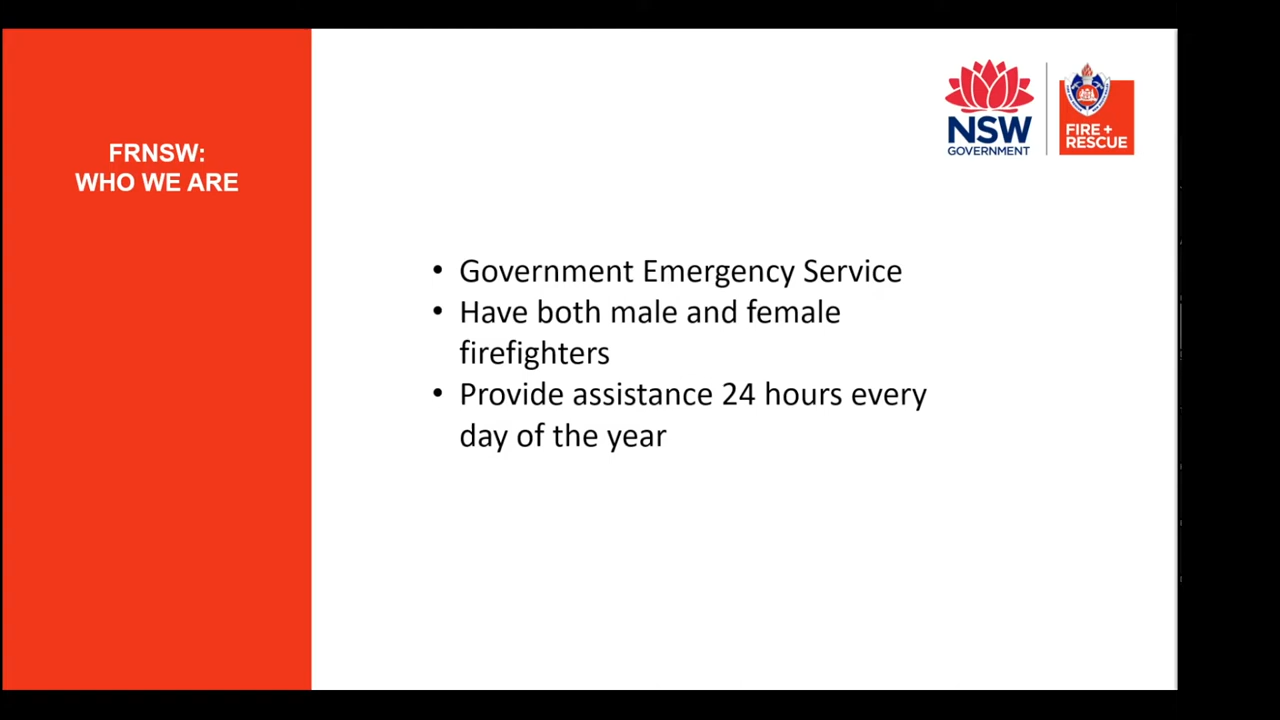 FRNSW:
WHO WE ARE
NSW
GOVERNMENT
FIRE +
RESCUE
• Government Emergency Service
• Have both male and female
firefighters
• Provide assistance 24 hours every
day of the year